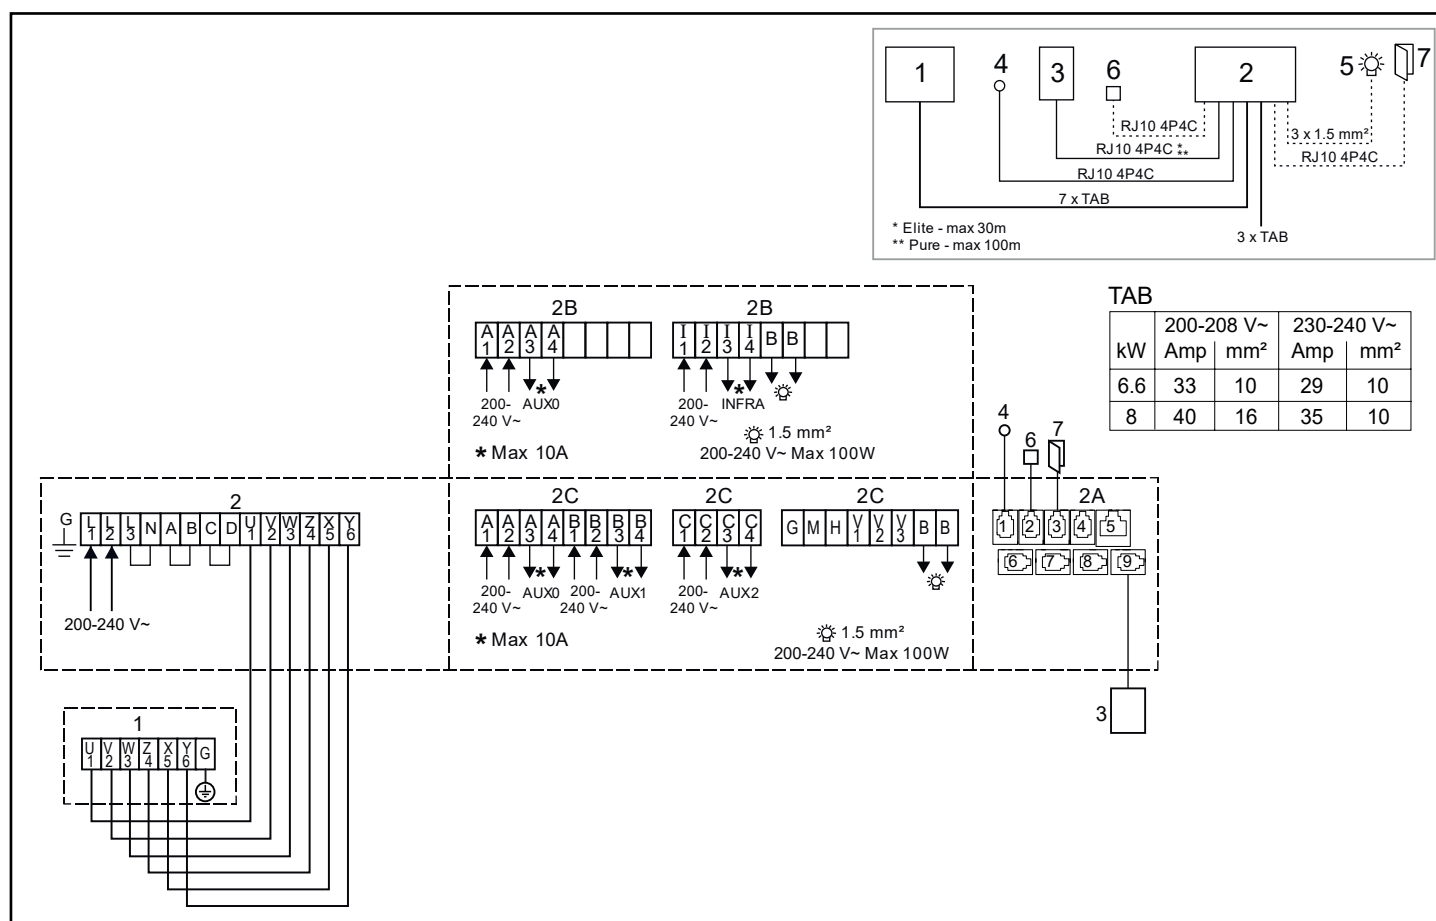 1
4
3
6
2
5
7
RJ10 4P4C
3 x 1.5 mm²
RJ10 4P4C *
**
RJ10 4P4C
RJ10 4P4C
7 x TAB
* Elite - max 30m
** Pure - max 100m
3 x TAB
TAB
200-208 V~ 230-240 V~
kW Amp mm² Amp mm²
6.6 33 10 29 10
8 40 16 35 10
2B
A1 A2 A3 A4
*
200-240 V~ AUX0
* Max 10A
2B
I1 I2 I3 I4 B B
*
200-240 V~ INFRA
1.5 mm²
200-240 V~ Max 100W
2
G L1 L2 L3 N A B C D U1 V2 W3 Z4 X5 Y6
200-240 V~
2C
A1 A2 A3 A4 B1 B2 B3 B4
* *
200-240 V~ AUX0 200-240 V~ AUX1
* Max 10A
2C
C1 C2 C3 C4
*
200-240 V~ AUX2
2C
G M H V1 V2 V3 B B
1.5 mm²
200-240 V~ Max 100W
4
6
7
2A
1 2 3 4 5
6 7 8 9
3
1
U1 V2 W3 Z4 X5 Y6 G